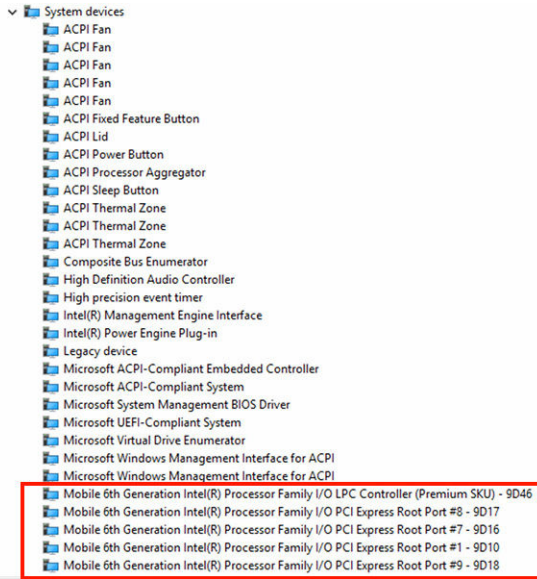 System devices
ACPI Fan
ACPI Fan
ACPI Fan
ACPI Fan
ACPI Fan
ACPI Fixed Feature Button
ACPI Lid
ACPI Power Button
ACPI Processor Aggregator
ACPI Sleep Button
ACPI Thermal Zone
ACPI Thermal Zone
ACPI Thermal Zone
Composite Bus Enumerator
High Definition Audio Controller
High precision event timer
Intel(R) Management Engine Interface
Intel(R) Power Engine Plug-in
Legacy device
Microsoft ACPI-Compliant Embedded Controller
Microsoft ACPI-Compliant System
Microsoft System Management BIOS Driver
Microsoft UEFI-Compliant System
Microsoft Virtual Drive Enumerator
Microsoft Windows Management Interface for ACPI
Microsoft Windows Management Interface for ACPI
Mobile 6th Generation Intel(R) Processor Family I/O LPC Controller (Premium SKU) - 9D46
Mobile 6th Generation Intel(R) Processor Family I/O PCI Express Root Port #8 - 9D17
Mobile 6th Generation Intel(R) Processor Family I/O PCI Express Root Port #7 - 9D16
Mobile 6th Generation Intel(R) Processor Family I/O PCI Express Root Port #1 - 9D10
Mobile 6th Generation Intel(R) Processor Family I/O PCI Express Root Port #9 - 9D18